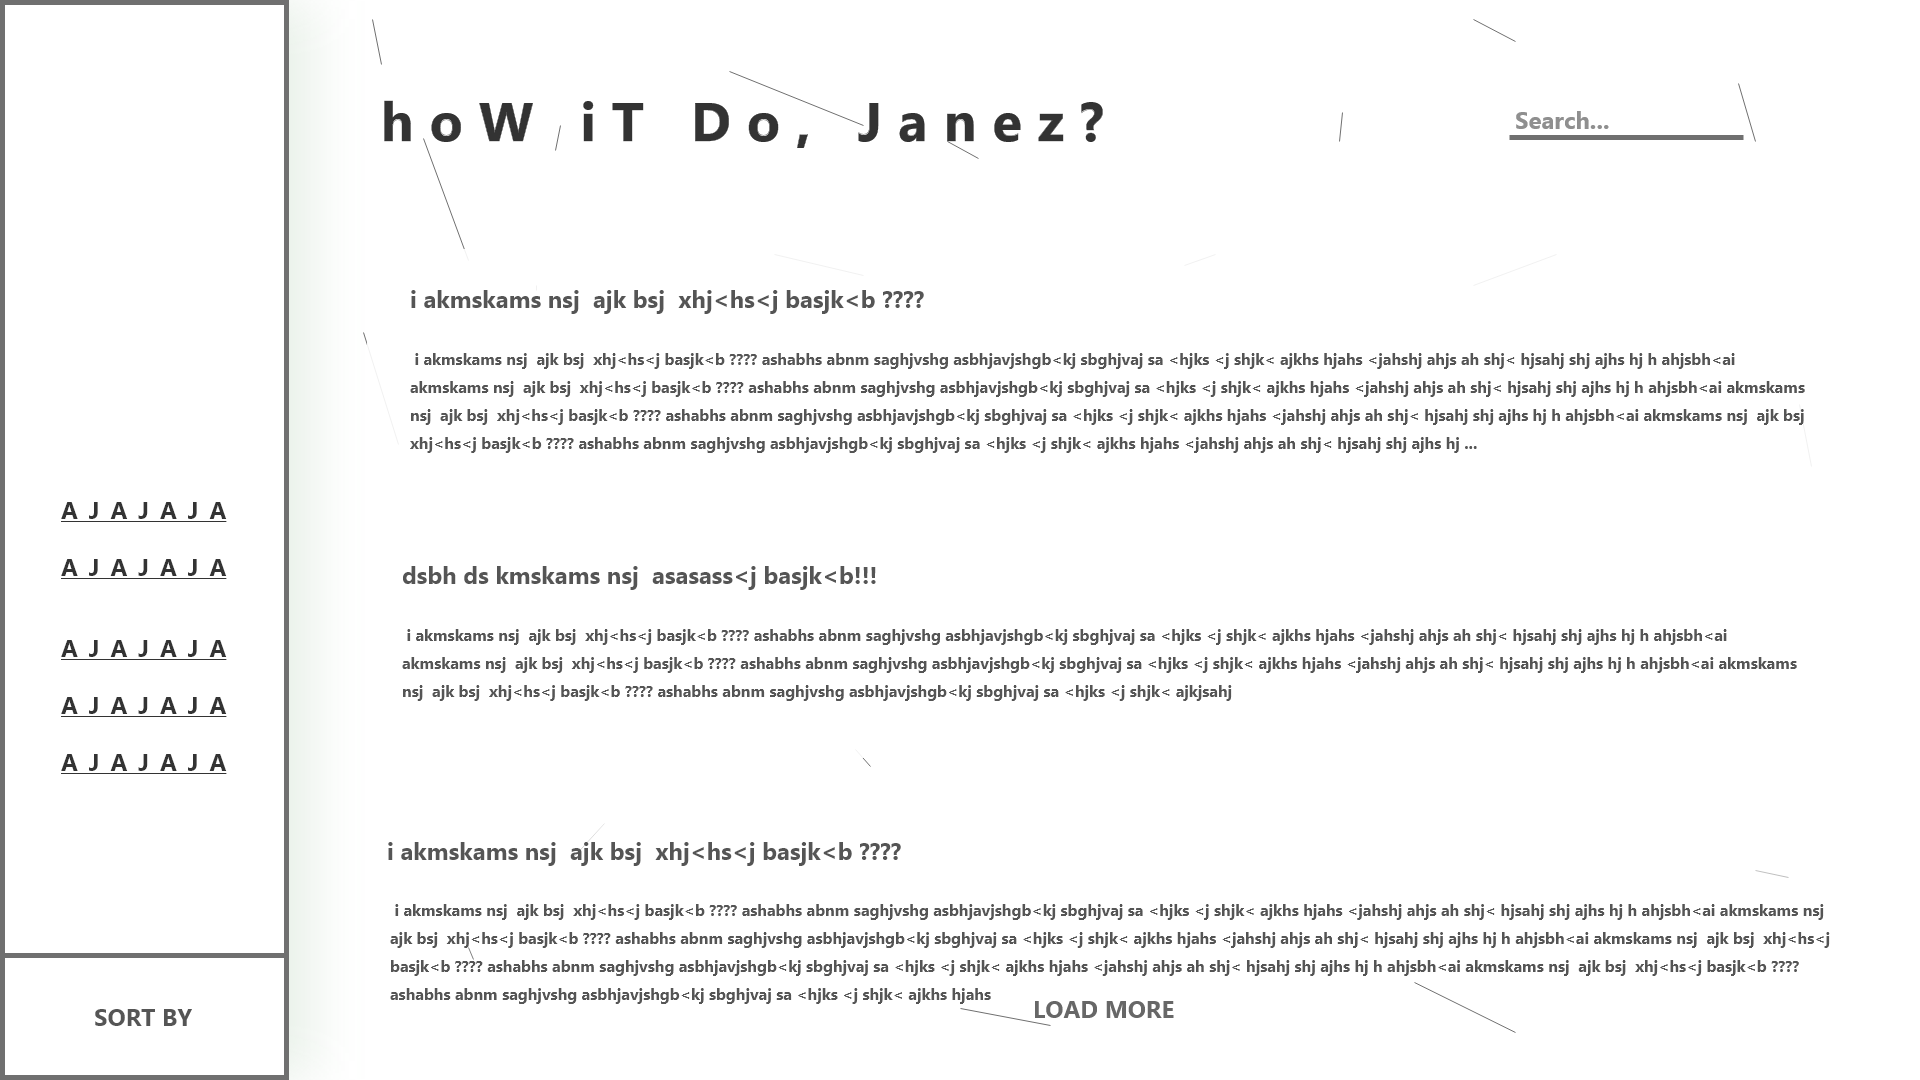 hoW iT Do, Janez?
Search...
A J A J A J A
A J A J A J A
A J A J A J A
A J A J A J A
A J A J A J A
SORT BY
i akmskams nsj  ajk bsj  xhj<hs<j basjk<b ????
i akmskams nsj  ajk bsj  xhj<hs<j basjk<b ???? ashabhs abnm saghjvshg asbhjavjshgb<kj sbghjvaj sa <hjks <j shjk< ajkhs hjahs <jahshj ahjs ah shj< hjsahj shj ajhs hj h ahjsbh<ai
akmskams nsj  ajk bsj  xhj<hs<j basjk<b ???? ashabhs abnm saghjvshg asbhjavjshgb<kj sbghjvaj sa <hjks <j shjk< ajkhs hjahs <jahshj ahjs ah shj< hjsahj shj ajhs hj h ahjsbh<ai akmskams
nsj  ajk bsj  xhj<hs<j basjk<b ???? ashabhs abnm saghjvshg asbhjavjshgb<kj sbghjvaj sa <hjks <j shjk< ajkhs hjahs <jahshj ahjs ah shj< hjsahj shj ajhs hj h ahjsbh<ai akmskams nsj  ajk bsj
xhj<hs<j basjk<b ???? ashabhs abnm saghjvshg asbhjavjshgb<kj sbghjvaj sa <hjks <j shjk< ajkhs hjahs <jahshj ahjs ah shj< hjsahj shj ajhs hj ...
dsbh ds kmskams nsj  asasass<j basjk<b!!!
i akmskams nsj  ajk bsj  xhj<hs<j basjk<b ???? ashabhs abnm saghjvshg asbhjavjshgb<kj sbghjvaj sa <hjks <j shjk< ajkhs hjahs <jahshj ahjs ah shj< hjsahj shj ajhs hj h ahjsbh<ai
akmskams nsj  ajk bsj  xhj<hs<j basjk<b ???? ashabhs abnm saghjvshg asbhjavjshgb<kj sbghjvaj sa <hjks <j shjk< ajkhs hjahs <jahshj ahjs ah shj< hjsahj shj ajhs hj h ahjsbh<ai akmskams
nsj  ajk bsj  xhj<hs<j basjk<b ???? ashabhs abnm saghjvshg asbhjavjshgb<kj sbghjvaj sa <hjks <j shjk< ajkjsahj
i akmskams nsj  ajk bsj  xhj<hs<j basjk<b ????
i akmskams nsj  ajk bsj  xhj<hs<j basjk<b ???? ashabhs abnm saghjvshg asbhjavjshgb<kj sbghjvaj sa <hjks <j shjk< ajkhs hjahs <jahshj ahjs ah shj< hjsahj shj ajhs hj h ahjsbh<ai akmskams nsj
ajk bsj  xhj<hs<j basjk<b ???? ashabhs abnm saghjvshg asbhjavjshgb<kj sbghjvaj sa <hjks <j shjk< ajkhs hjahs <jahshj ahjs ah shj< hjsahj shj ajhs hj h ahjsbh<ai akmskams nsj  ajk bsj  xhj<hs<j
basjk<b ???? ashabhs abnm saghjvshg asbhjavjshgb<kj sbghjvaj sa <hjks <j shjk< ajkhs hjahs <jahshj ahjs ah shj< hjsahj shj ajhs hj h ahjsbh<ai akmskams nsj  ajk bsj  xhj<hs<j basjk<b ????
ashabhs abnm saghjvshg asbhjavjshgb<kj sbghjvaj sa <hjks <j shjk< ajkhs hjahs
LOAD MORE